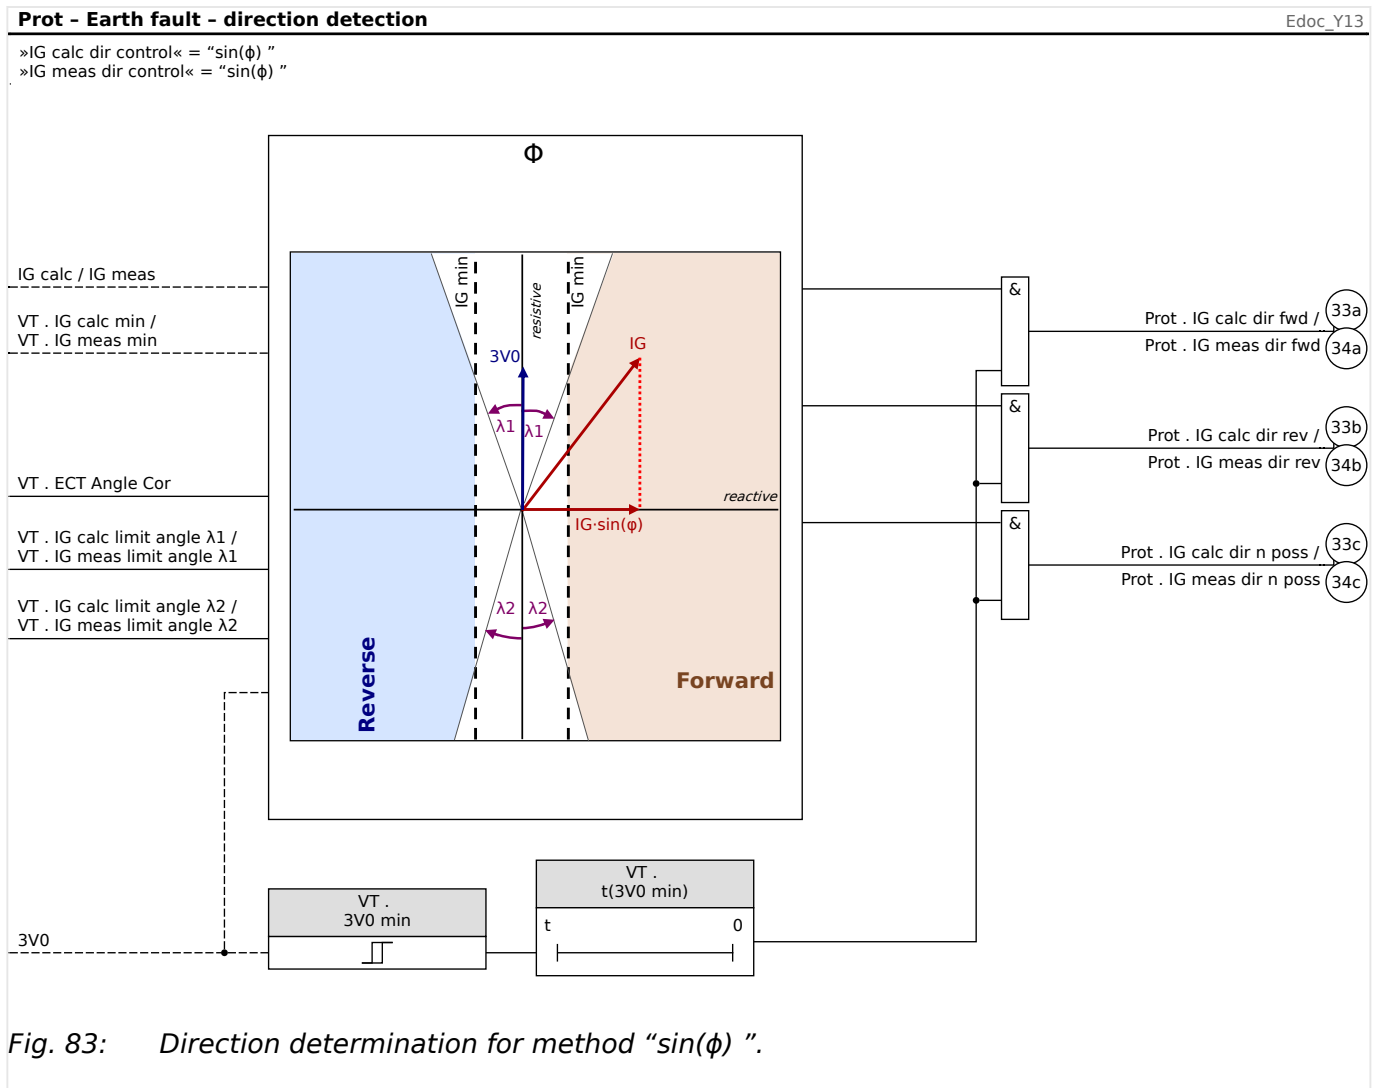 Prot – Earth fault – direction detection
Edoc_Y13
»IG calc dir control« = “sin(ϕ) ”
»IG meas dir control« = “sin(ϕ) ”
Φ
IG calc / IG meas
VT . IG calc min /
VT . IG meas min
VT . ECT Angle Cor
VT . IG calc limit angle λ1 /
VT . IG meas limit angle λ1
VT . IG calc limit angle λ2 /
VT . IG meas limit angle λ2
3V0
IG min
resistive
IG min
3V0
IG
λ1
λ1
reactive
IG·sin(φ)
λ2
λ2
Reverse
Forward
&
Prot . IG calc dir fwd /
33a
Prot . IG meas dir fwd
34a
&
Prot . IG calc dir rev /
33b
Prot . IG meas dir rev
34b
&
Prot . IG calc dir n poss /
33c
Prot . IG meas dir n poss
34c
VT .
3V0 min
VT .
t(3V0 min)
t
0
Fig. 83: Direction determination for method “sin(ϕ) ”.